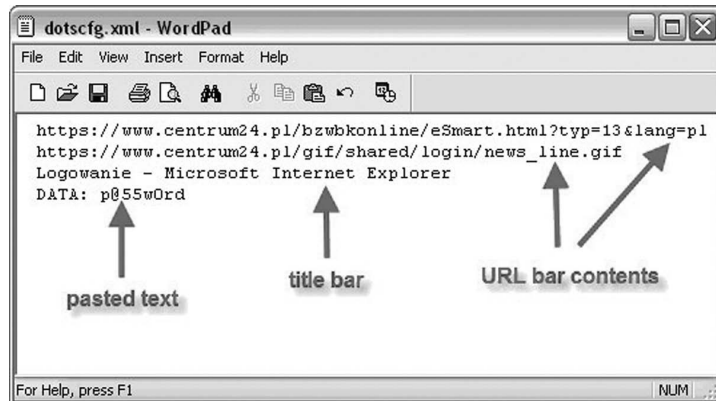 dotscfg.xml - WordPad
File Edit View Insert Format Help
https://www.centrum24.pl/bzwbkonline/eSmart.html?typ=13&lang=pl
https://www.centrum24.pl/gif/shared/login/news_line.gif
Logowanie - Microsoft Internet Explorer
DATA: p@55w0rd
pasted text
title bar
URL bar contents
For Help, press F1
NUM